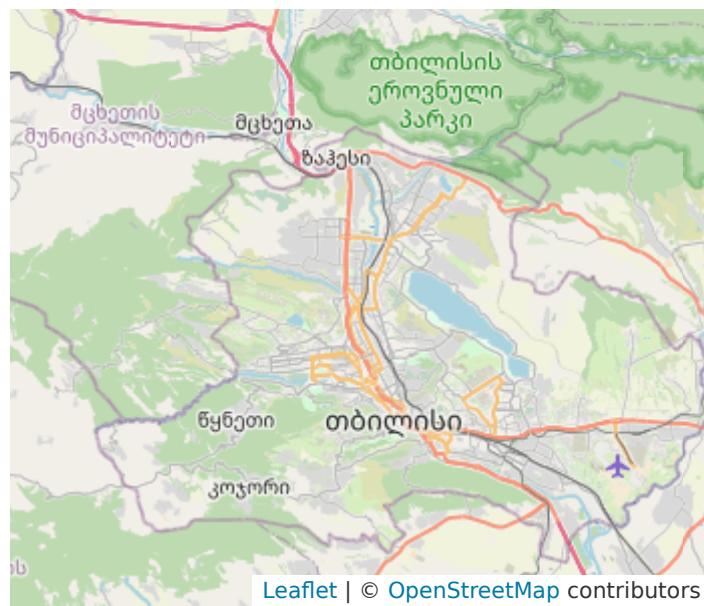 თბილისის
ეროვნული
პარკი
მცხეთის
მუნიციპალიტეტი
მცხეთა
ზაჰესი
წყნეთი
თბილისი
კოჯორი
Leaflet | © OpenStreetMap contributors